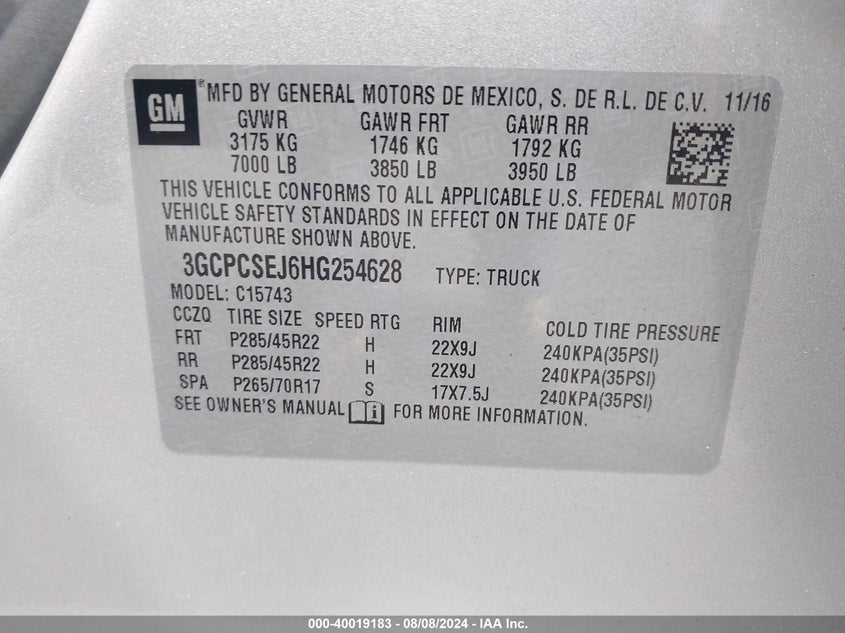 GM ® MFD BY GENERAL MOTORS DE MEXICO, S. DE R.L. DE C.V. 11/16
GVWR GAWR FRT GAWR RR
3175 KG 1746 KG 1792 KG
7000 LB 3850 LB 3950 LB
THIS VEHICLE CONFORMS TO ALL APPLICABLE U.S. FEDERAL MOTOR
VEHICLE SAFETY STANDARDS IN EFFECT ON THE DATE OF
MANUFACTURE SHOWN ABOVE.
3GCPCSEJ6HG254628 TYPE: TRUCK
MODEL: C15743
CCZQ TIRE SIZE SPEED RTG RIM COLD TIRE PRESSURE
FRT P285/45R22 H 22X9J 240KPA(35PSI)
RR P285/45R22 H 22X9J 240KPA(35PSI)
SPA P265/70R17 S 17X7.5J 240KPA(35PSI)
SEE OWNER'S MANUAL i FOR MORE INFORMATION.
000-40019183 - 08/08/2024 - IAA Inc.